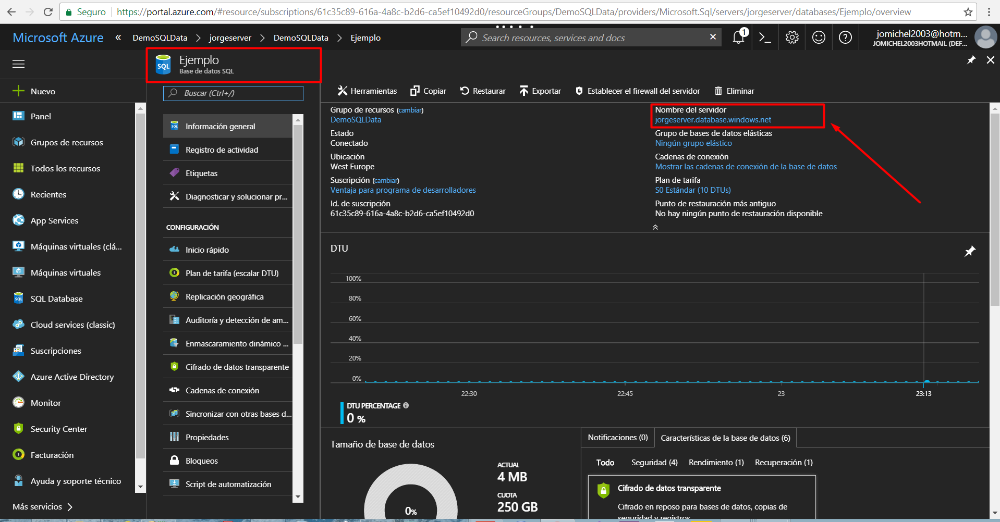 Seguro
https://portal.azure.com/#resource/subscriptions/61c35c89-616a-4a8c-b2d6-ca5ef10492d0/resourceGroups/DemoSQLData/providers/Microsoft.Sql/servers/jorgeserver/databases/Ejemplo/overview
Microsoft Azure « DemoSQLData > jorgeserver > DemoSQLData > Ejemplo
Search resources, services and docs
1
jomichel2003@hotm...
JOMICHEL2003HOTMAIL (DEF...
SQL
Ejemplo
Base de datos SQL
Nuevo
Panel
Grupos de recursos
Todos los recursos
Recientes
App Services
Máquinas virtuales (clá...
Máquinas virtuales
SQL Database
Cloud services (classic)
Suscripciones
Azure Active Directory
Monitor
Security Center
Facturación
Ayuda y soporte técnico
Más servicios >
Buscar (Ctrl+/)
Información general
Registro de actividad
Etiquetas
Diagnosticar y solucionar pr...
CONFIGURACIÓN
Inicio rápido
Plan de tarifa (escalar DTU)
Replicación geográfica
Auditoría y detección de am...
Enmascaramiento dinámico ...
Cifrado de datos transparente
Cadenas de conexión
Sincronizar con otras bases d...
Propiedades
Bloqueos
Script de automatización
Herramientas
Copiar
Restaurar
Exportar
Establecer el firewall del servidor
Eliminar
Grupo de recursos (cambiar)
DemoSQLData
Estado
Conectado
Ubicación
West Europe
Suscripción (cambiar)
Ventaja para programa de desarrolladores
Id. de suscripción
61c35c89-616a-4a8c-b2d6-ca5ef10492d0
Nombre del servidor
jorgeserver.database.windows.net
Grupo de bases de datos elásticas
Ningún grupo elástico
Cadenas de conexión
Mostrar las cadenas de conexión de la base de datos
Plan de tarifa
S0 Estándar (10 DTUs)
Punto de restauración más antiguo
No hay ningún punto de restauración disponible
DTU
100%
80%
60%
40%
20%
0%
22:30
22:45
23
23:13
DTU PERCENTAGE
0 %
Tamaño de base de datos
0%
ACTUAL
4 MB
CUOTA
250 GB
Notificaciones (0)
Características de la base de datos (6)
Todo
Seguridad (4)
Rendimiento (1)
Recuperación (1)
Cifrado de datos transparente
Cifrado en reposo para bases de datos, copias de
seguridad y registros